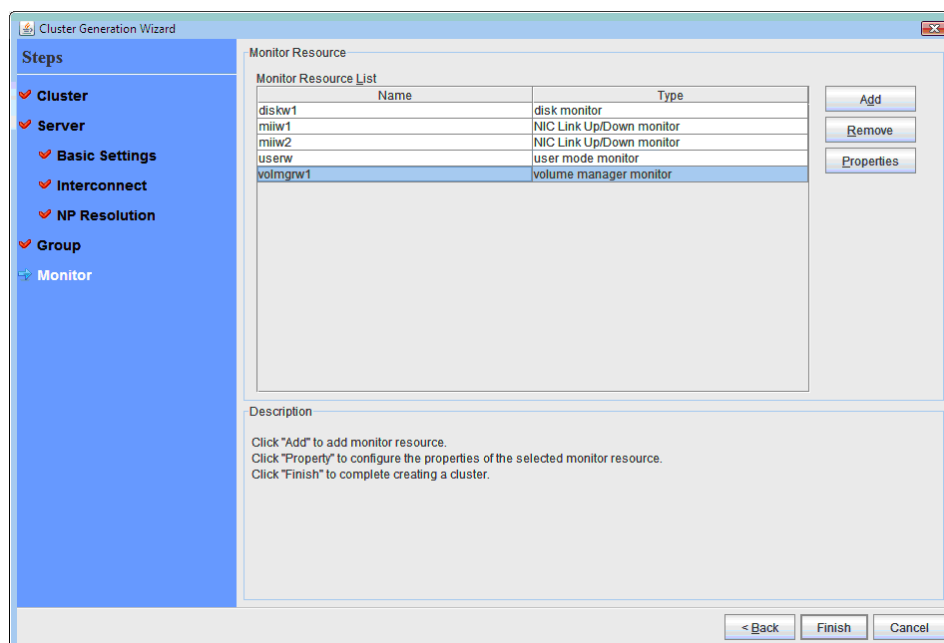 Cluster Generation Wizard
Steps
Cluster
Server
Basic Settings
Interconnect
NP Resolution
Group
Monitor
Monitor Resource
Monitor Resource List
Name Type
diskw1 disk monitor
miiw1 NIC Link Up/Down monitor
miiw2 NIC Link Up/Down monitor
userw user mode monitor
volmgrw1 volume manager monitor
Add
Remove
Properties
Description
Click "Add" to add monitor resource.
Click "Property" to configure the properties of the selected monitor resource.
Click "Finish" to complete creating a cluster.
< Back Finish Cancel